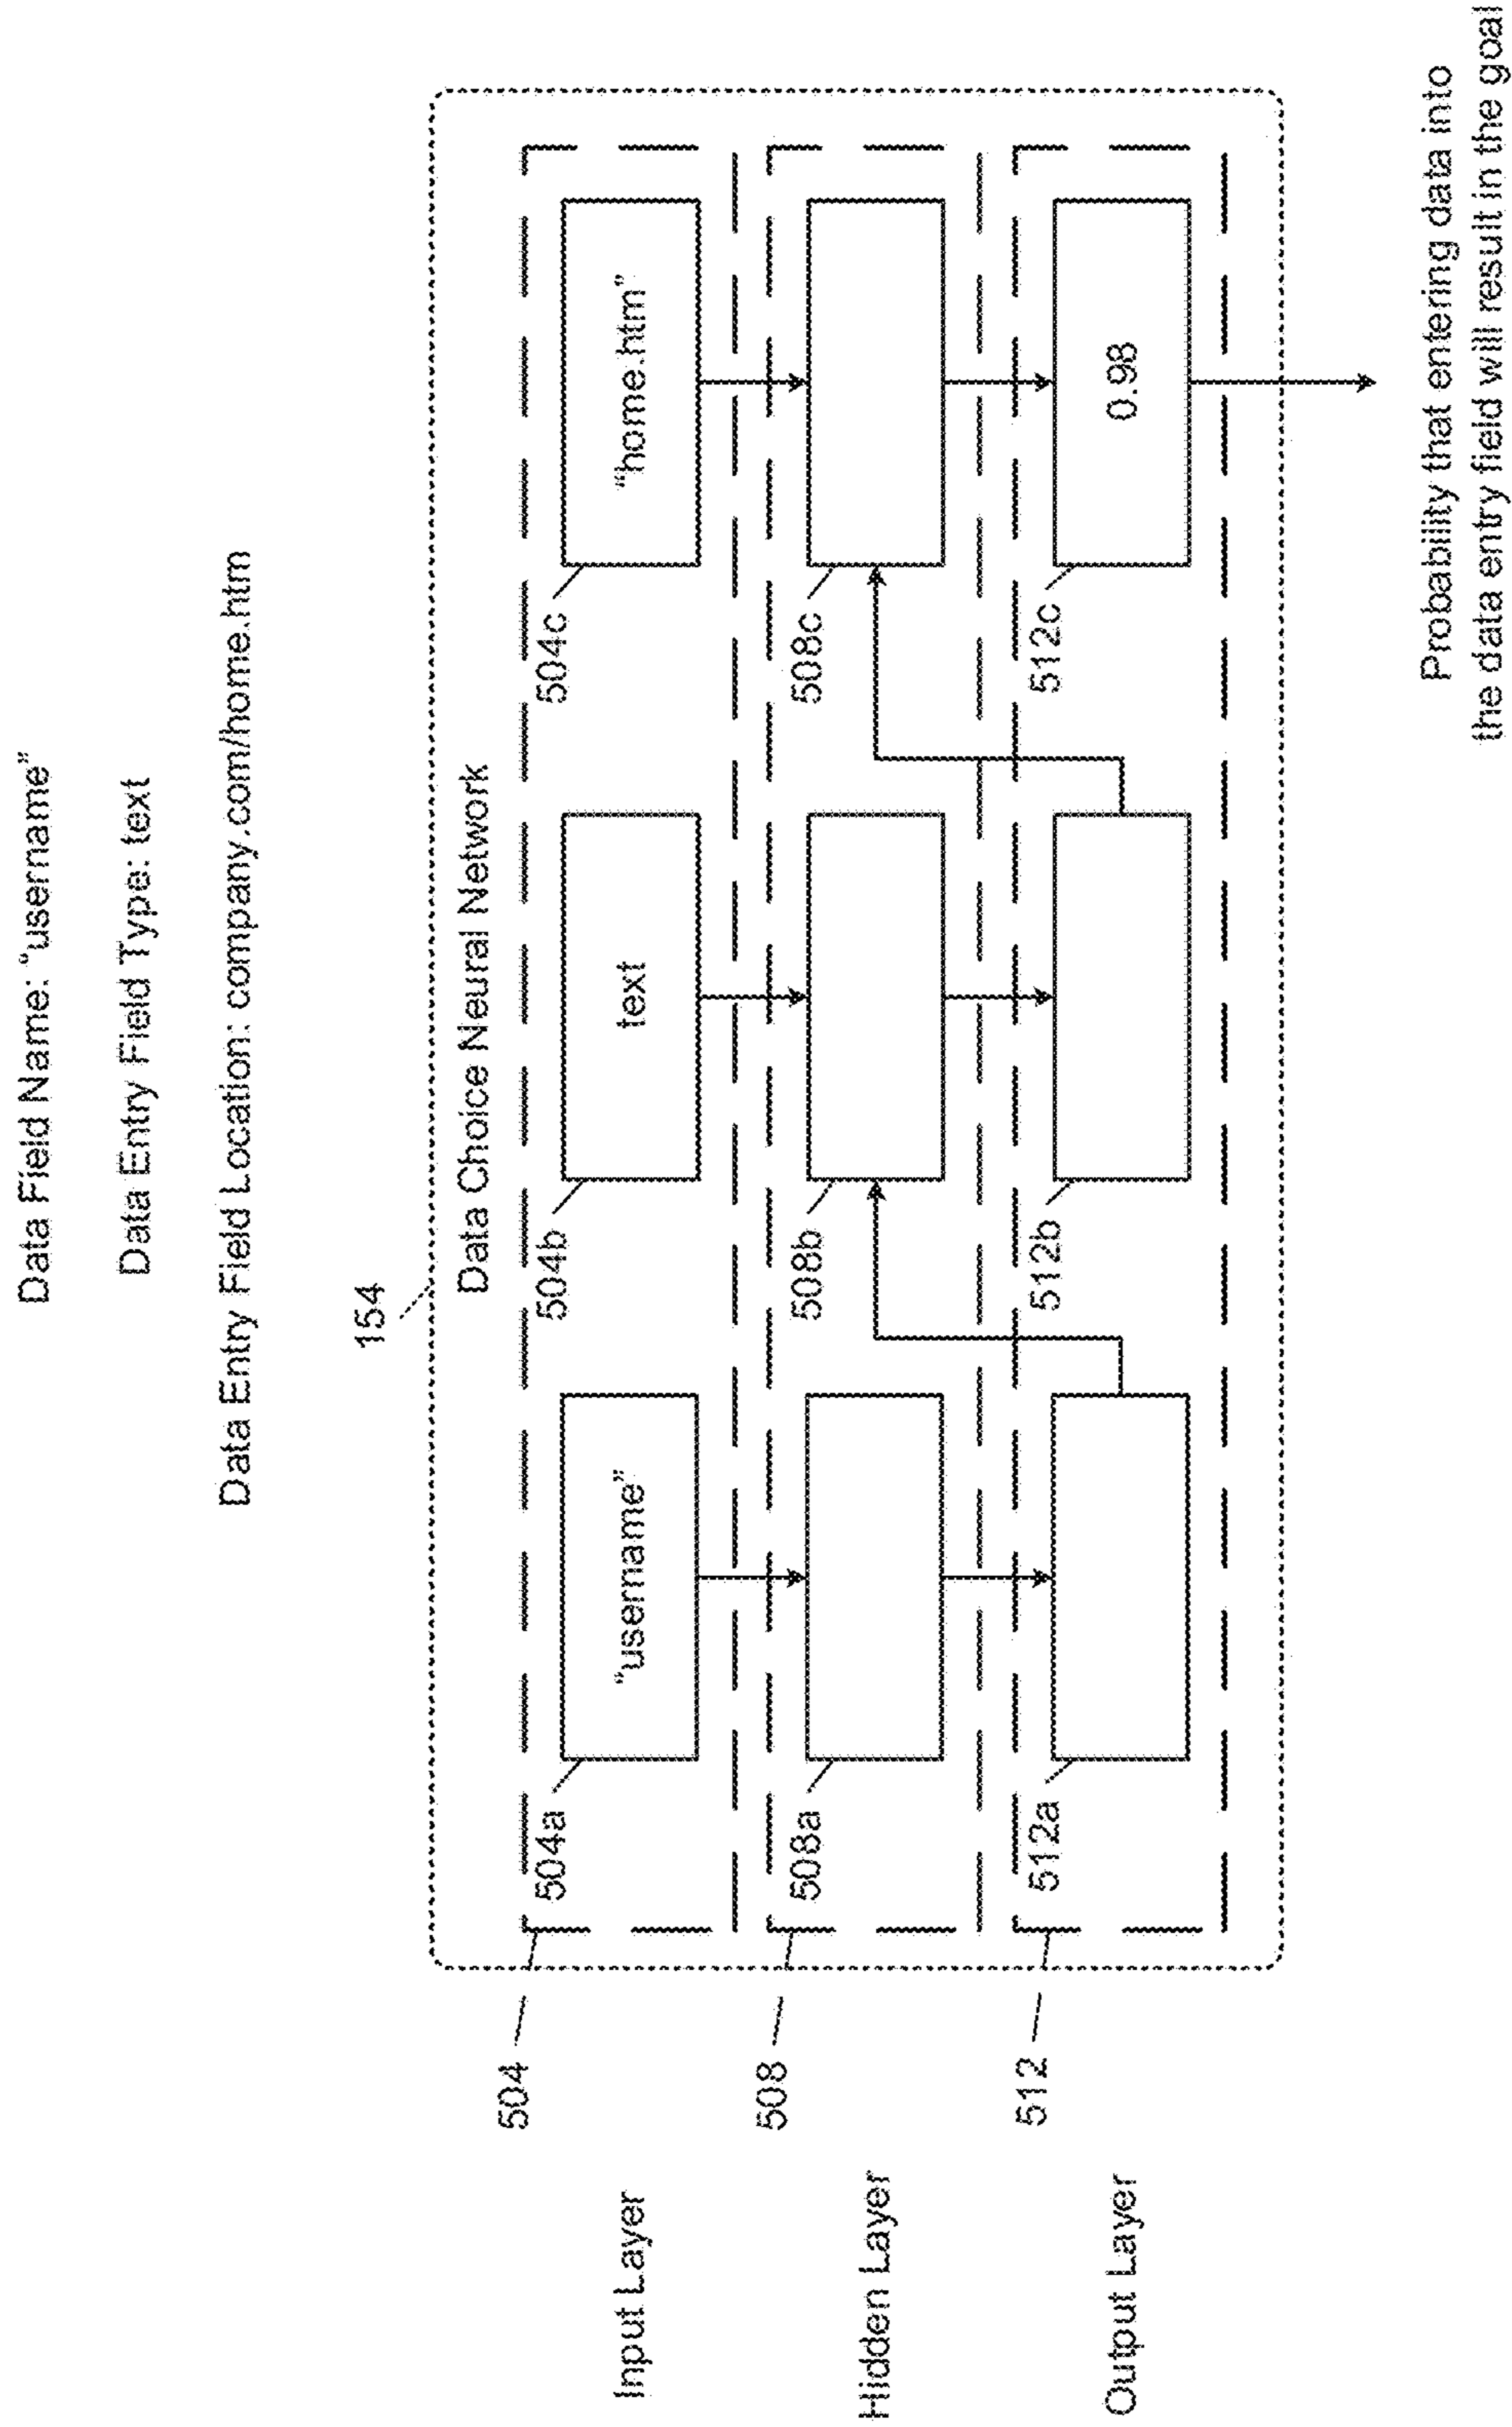 Data Field Name: “username”
Data Entry Field Type: text
Data Entry Field Location: company.com/home.htm
154
Data Choice Neural Network
504
Input Layer
504a
“username”
504b
text
504c
“home.htm”
508
Hidden Layer
508a
508b
508c
512
Output Layer
512a
512b
512c
0.98
Probability that entering data into
the data entry field will result in the goal